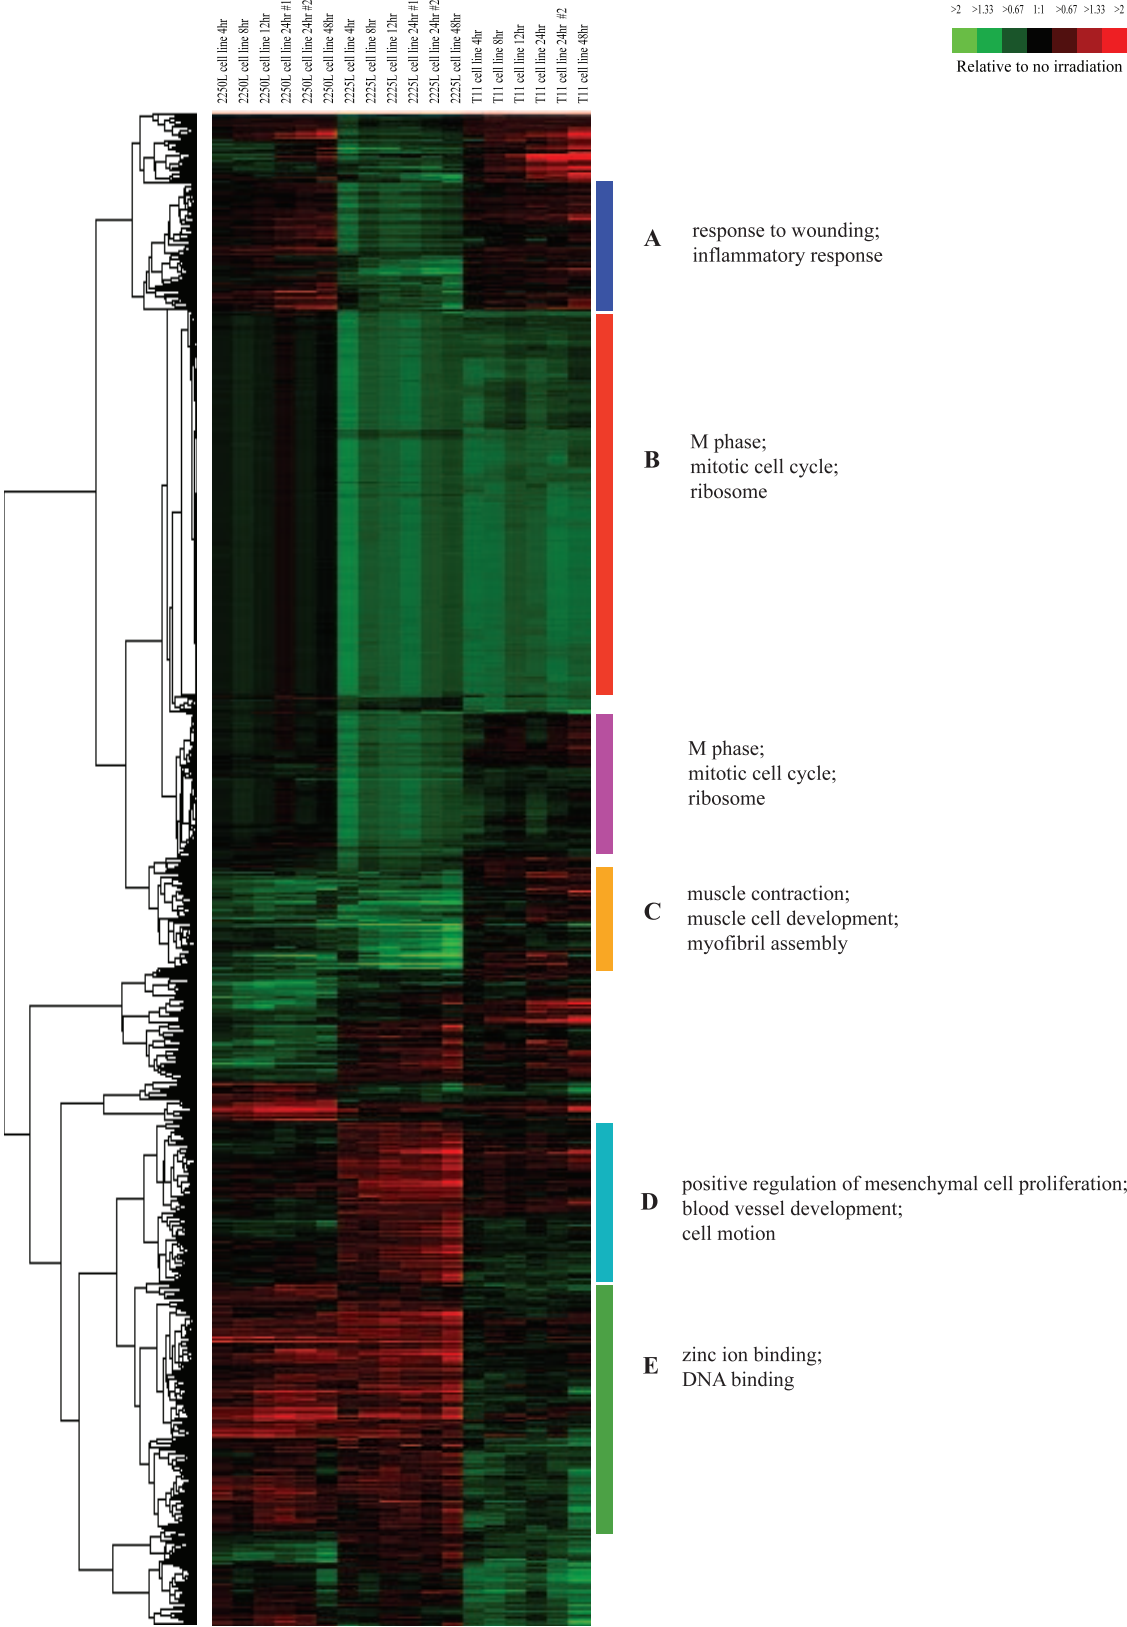 2250L cell line 4hr
2250L cell line 8hr
2250L cell line 12hr
2250L cell line 24hr #1
2250L cell line 24hr #2
2250L cell line 48hr
2225L cell line 4hr
2225L cell line 8hr
2225L cell line 12hr
2225L cell line 24hr #1
2225L cell line 24hr #2
2225L cell line 48hr
T11 cell line 4hr
T11 cell line 8hr
T11 cell line 12hr
T11 cell line 24hr
T11 cell line 24hr #2
T11 cell line 48hr
>2 >1.33 >0.67 1:1 >0.67 >1.33 >2
Relative to no irradiation
A
response to wounding;
inflammatory response
B
M phase;
mitotic cell cycle;
ribosome
M phase;
mitotic cell cycle;
ribosome
C
muscle contraction;
muscle cell development;
myofibril assembly
D
positive regulation of mesenchymal cell proliferation;
blood vessel development;
cell motion
E
zinc ion binding;
DNA binding